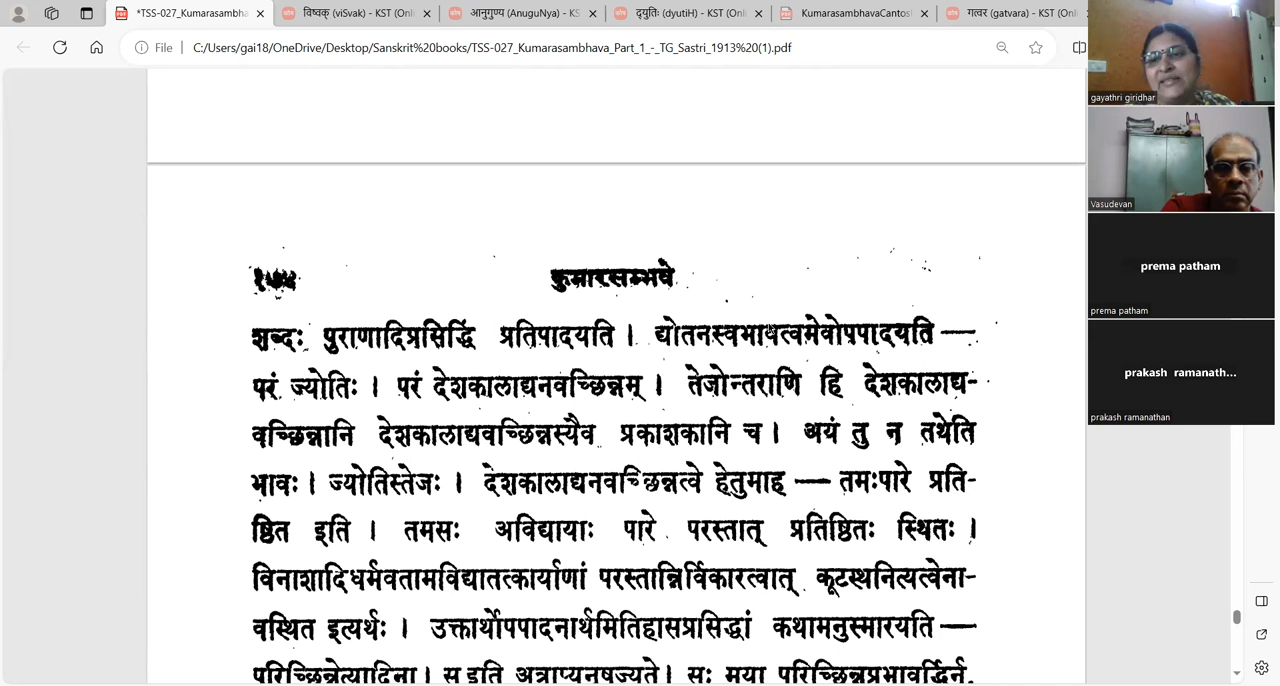 *TSS-027_Kumarasambha
विष्वक् (viSvak) - KST (Onli
आनुगुण्य (AnuguNya) - KS
द्युतिः (dyutiH) - KST (Onli
KumarasambhavaCantos
गत्वर (gatvara) - KST (Onli
File | C:/Users/gai18/OneDrive/Desktop/Sanskrit%20books/TSS-027_Kumarasambhava_Part_1_-_TG_Sastri_1913%20(1).pdf
१७४ कुमारसम्भवे
शब्दः पुराणादिप्रसिद्धिं प्रतिपादयति । द्योतनस्वभावत्वमेवोपपादयति —
परं ज्योतिः । परं देशकालाद्यनवच्छिन्नम् । तेजोन्तराणि हि देशकालाद्य-
वच्छिन्नानि देशकालाद्यवच्छिन्नस्यैव प्रकाशकानि च । अयं तु न तथेति
भावः । ज्योतिस्तेजः । देशकालाद्यनवच्छिन्नत्वे हेतुमाह — तमःपारे प्रति-
ष्ठित इति । तमसः अविद्यायाः पारे परस्तात् प्रतिष्ठितः स्थितः ।
विनाशादिधर्मवतामविद्यातत्कार्याणां परस्तान्निर्विकारत्वात् कूटस्थनित्यत्वेना-
वस्थित इत्यर्थः । उक्तार्थोपपादनार्थमितिहासप्रसिद्धां कथामनुस्मारयति —
परिच्छिन्नेत्यादिना । स इति अत्राप्यनुषज्यते । सः मया परिच्छिन्नप्रभावर्द्धिर्न
gayathri giridhar
Vasudevan
prema patham
prema patham
prakash ramanath...
prakash ramanathan